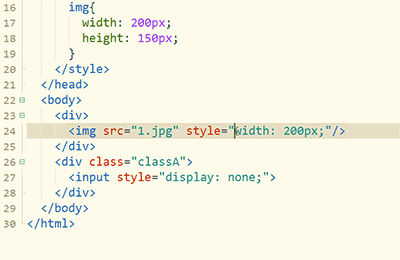 16 img{
17 width: 200px;
18 height: 150px;
19 }
20 </style>
21 </head>
22 <body>
23 <div>
24 <img src="1.jpg" style="width: 200px;"/>
25 </div>
26 <div class="classA">
27 <input style="display: none;">
28 </div>
29 </body>
30 </html>